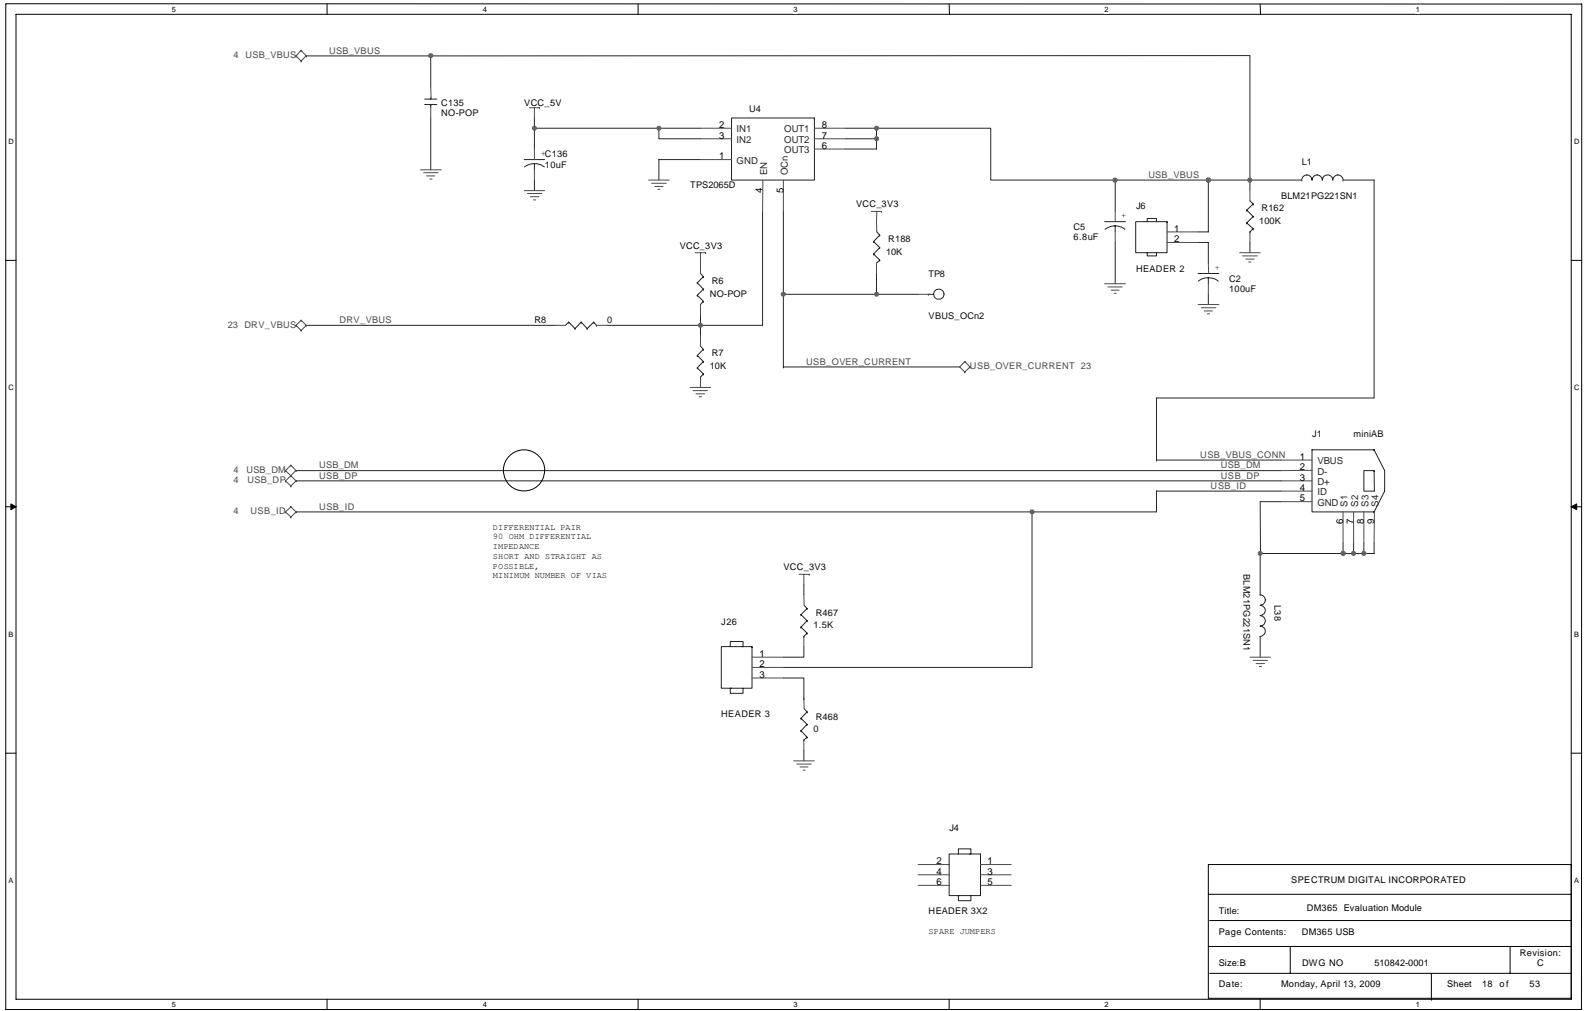 5 4 3 2 1
4 USB_VBUS USB_VBUS
C135
NO-POP
VCC_5V
+
C136
10uF
U4
2 IN1 OUT1 8
3 IN2 OUT2 7
OUT3 6
1 GND
EN
OCn
4
5
TPS2065D
D
D
L1
USB_VBUS
BLM21PG221SN1
VCC_3V3
R188
10K
C5
6.8uF
+
J6
1
2
HEADER 2
R162
100K
+
C2
100uF
VCC_3V3
R6
NO-POP
TP8
VBUS_OCn2
23 DRV_VBUS DRV_VBUS
R8 0
R7
10K
USB_OVER_CURRENT USB_OVER_CURRENT 23
C
C
J1 miniAB
4 USB_DM USB_DM
4 USB_DP USB_DP
4 USB_ID USB_ID
USB_VBUS_CONN 1 VBUS
USB_DM 2 D-
USB_DP 3 D+
USB_ID 4 ID
5 GND
S1
S2
S3
S4
6
7
8
9
DIFFERENTIAL PAIR
90 OHM DIFFERENTIAL
IMPEDANCE
SHORT AND STRAIGHT AS
POSSIBLE,
MINIMUM NUMBER OF VIAS
VCC_3V3
R467
1.5K
BLM21PG221SN1
L38
J26
1
2
3
HEADER 3
R468
0
B
B
J4
2 1
4 3
6 5
HEADER 3X2
SPARE JUMPERS
A
A
SPECTRUM DIGITAL INCORPORATED
Title: DM365 Evaluation Module
Page Contents: DM365 USB
Size:B DWG NO 510842-0001 Revision:
C
Date: Monday, April 13, 2009 Sheet 18 of 53
5 4 3 2 1